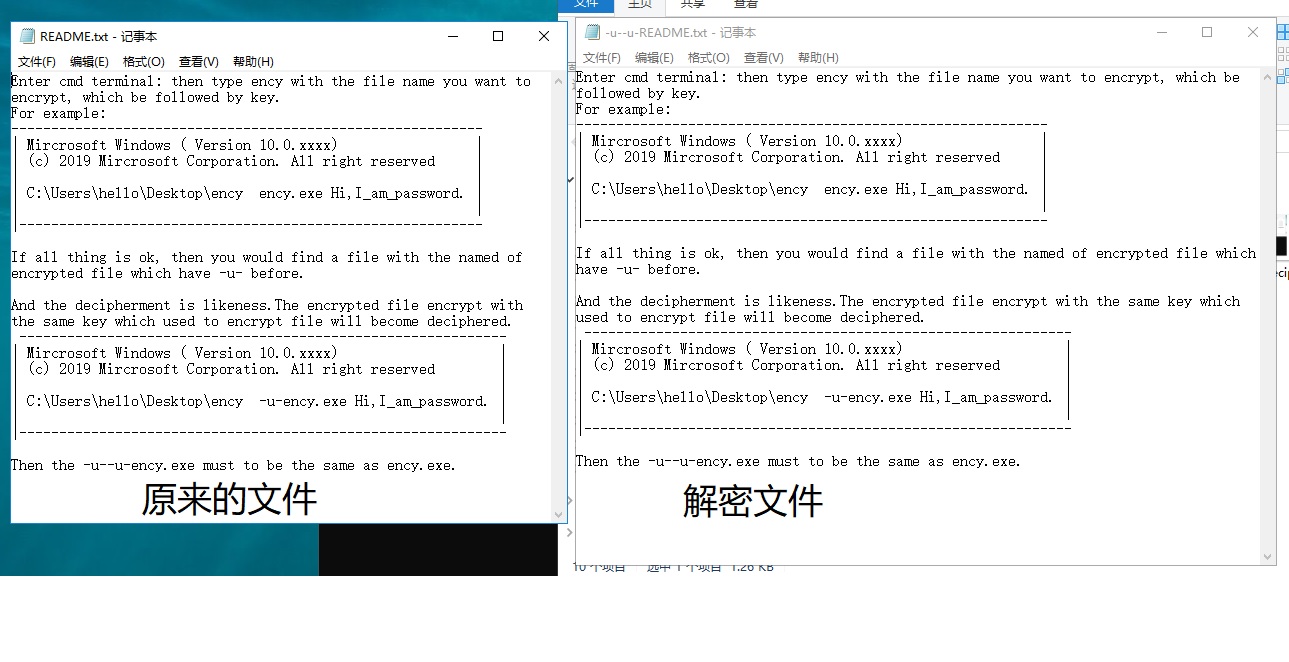 README.txt - 记事本
文件(F) 编辑(E) 格式(O) 查看(V) 帮助(H)
Enter cmd terminal: then type ency with the file name you want to
encrypt, which be followed by key.
For example:
Mircrosoft Windows ( Version 10.0.xxxx)
(c) 2019 Mircrosoft Corporation. All right reserved
C:\Users\hello\Desktop\ency ency.exe Hi,I_am_password.
If all thing is ok, then you would find a file with the named of
encrypted file which have -u- before.
And the decipherment is likeness.The encrypted file encrypt with
the same key which used to encrypt file will become deciphered.
Mircrosoft Windows ( Version 10.0.xxxx)
(c) 2019 Mircrosoft Corporation. All right reserved
C:\Users\hello\Desktop\ency -u-ency.exe Hi,I_am_password.
Then the -u--u-ency.exe must to be the same as ency.exe.
原来的文件
文件 主页 共享 查看
-u--u-README.txt - 记事本
文件(F) 编辑(E) 格式(O) 查看(V) 帮助(H)
Enter cmd terminal: then type ency with the file name you want to encrypt, which be
followed by key.
For example:
Mircrosoft Windows ( Version 10.0.xxxx)
(c) 2019 Mircrosoft Corporation. All right reserved
C:\Users\hello\Desktop\ency ency.exe Hi,I_am_password.
If all thing is ok, then you would find a file with the named of encrypted file which
have -u- before.
And the decipherment is likeness.The encrypted file encrypt with the same key which
used to encrypt file will become deciphered.
Mircrosoft Windows ( Version 10.0.xxxx)
(c) 2019 Mircrosoft Corporation. All right reserved
C:\Users\hello\Desktop\ency -u-ency.exe Hi,I_am_password.
Then the -u--u-ency.exe must to be the same as ency.exe.
解密文件
10 个项目 选中 1 个项目 1.26 KB